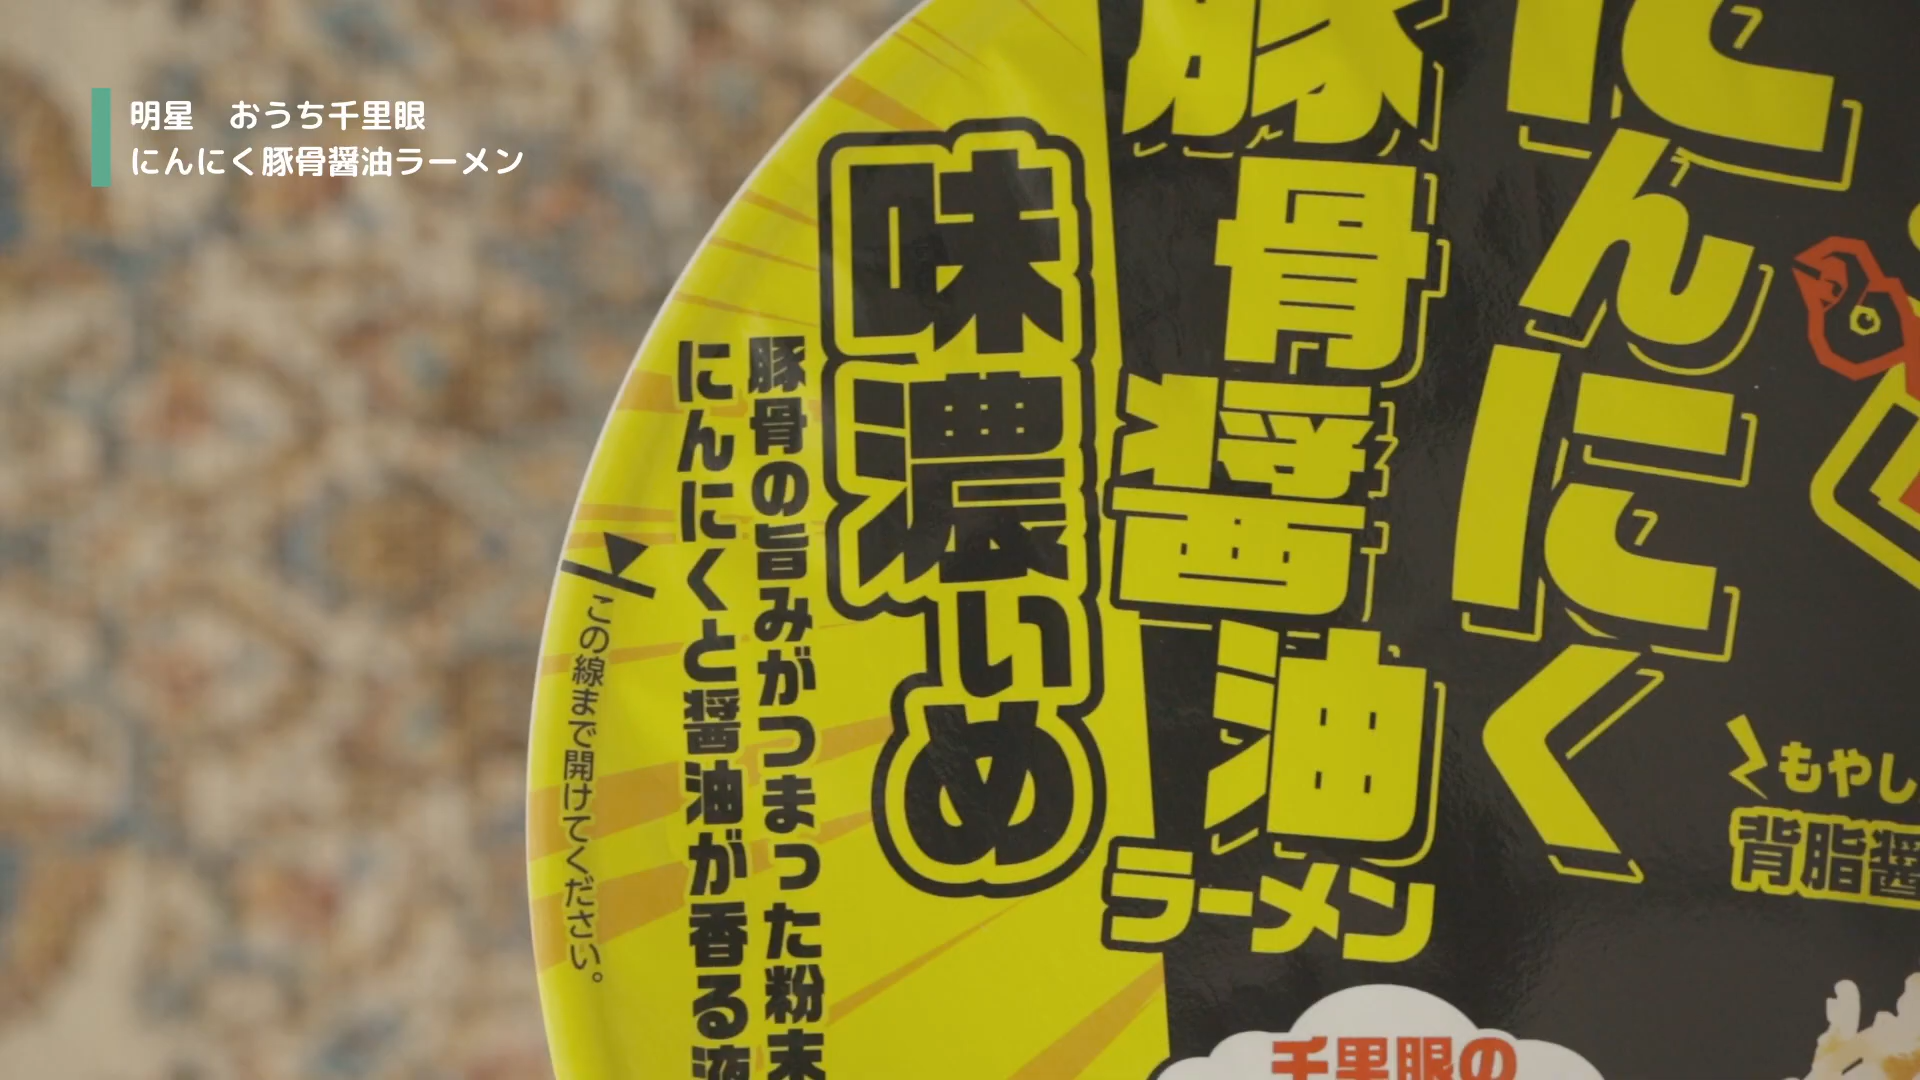 明星　おうち千里眼
にんにく豚骨醤油ラーメン
にんにく
豚骨醤油
ラーメン
味濃いめ
豚骨の旨みがつまった粉末
にんにくと醤油が香る液
この線まで開けてください。
もやし
背脂醤
千里眼の